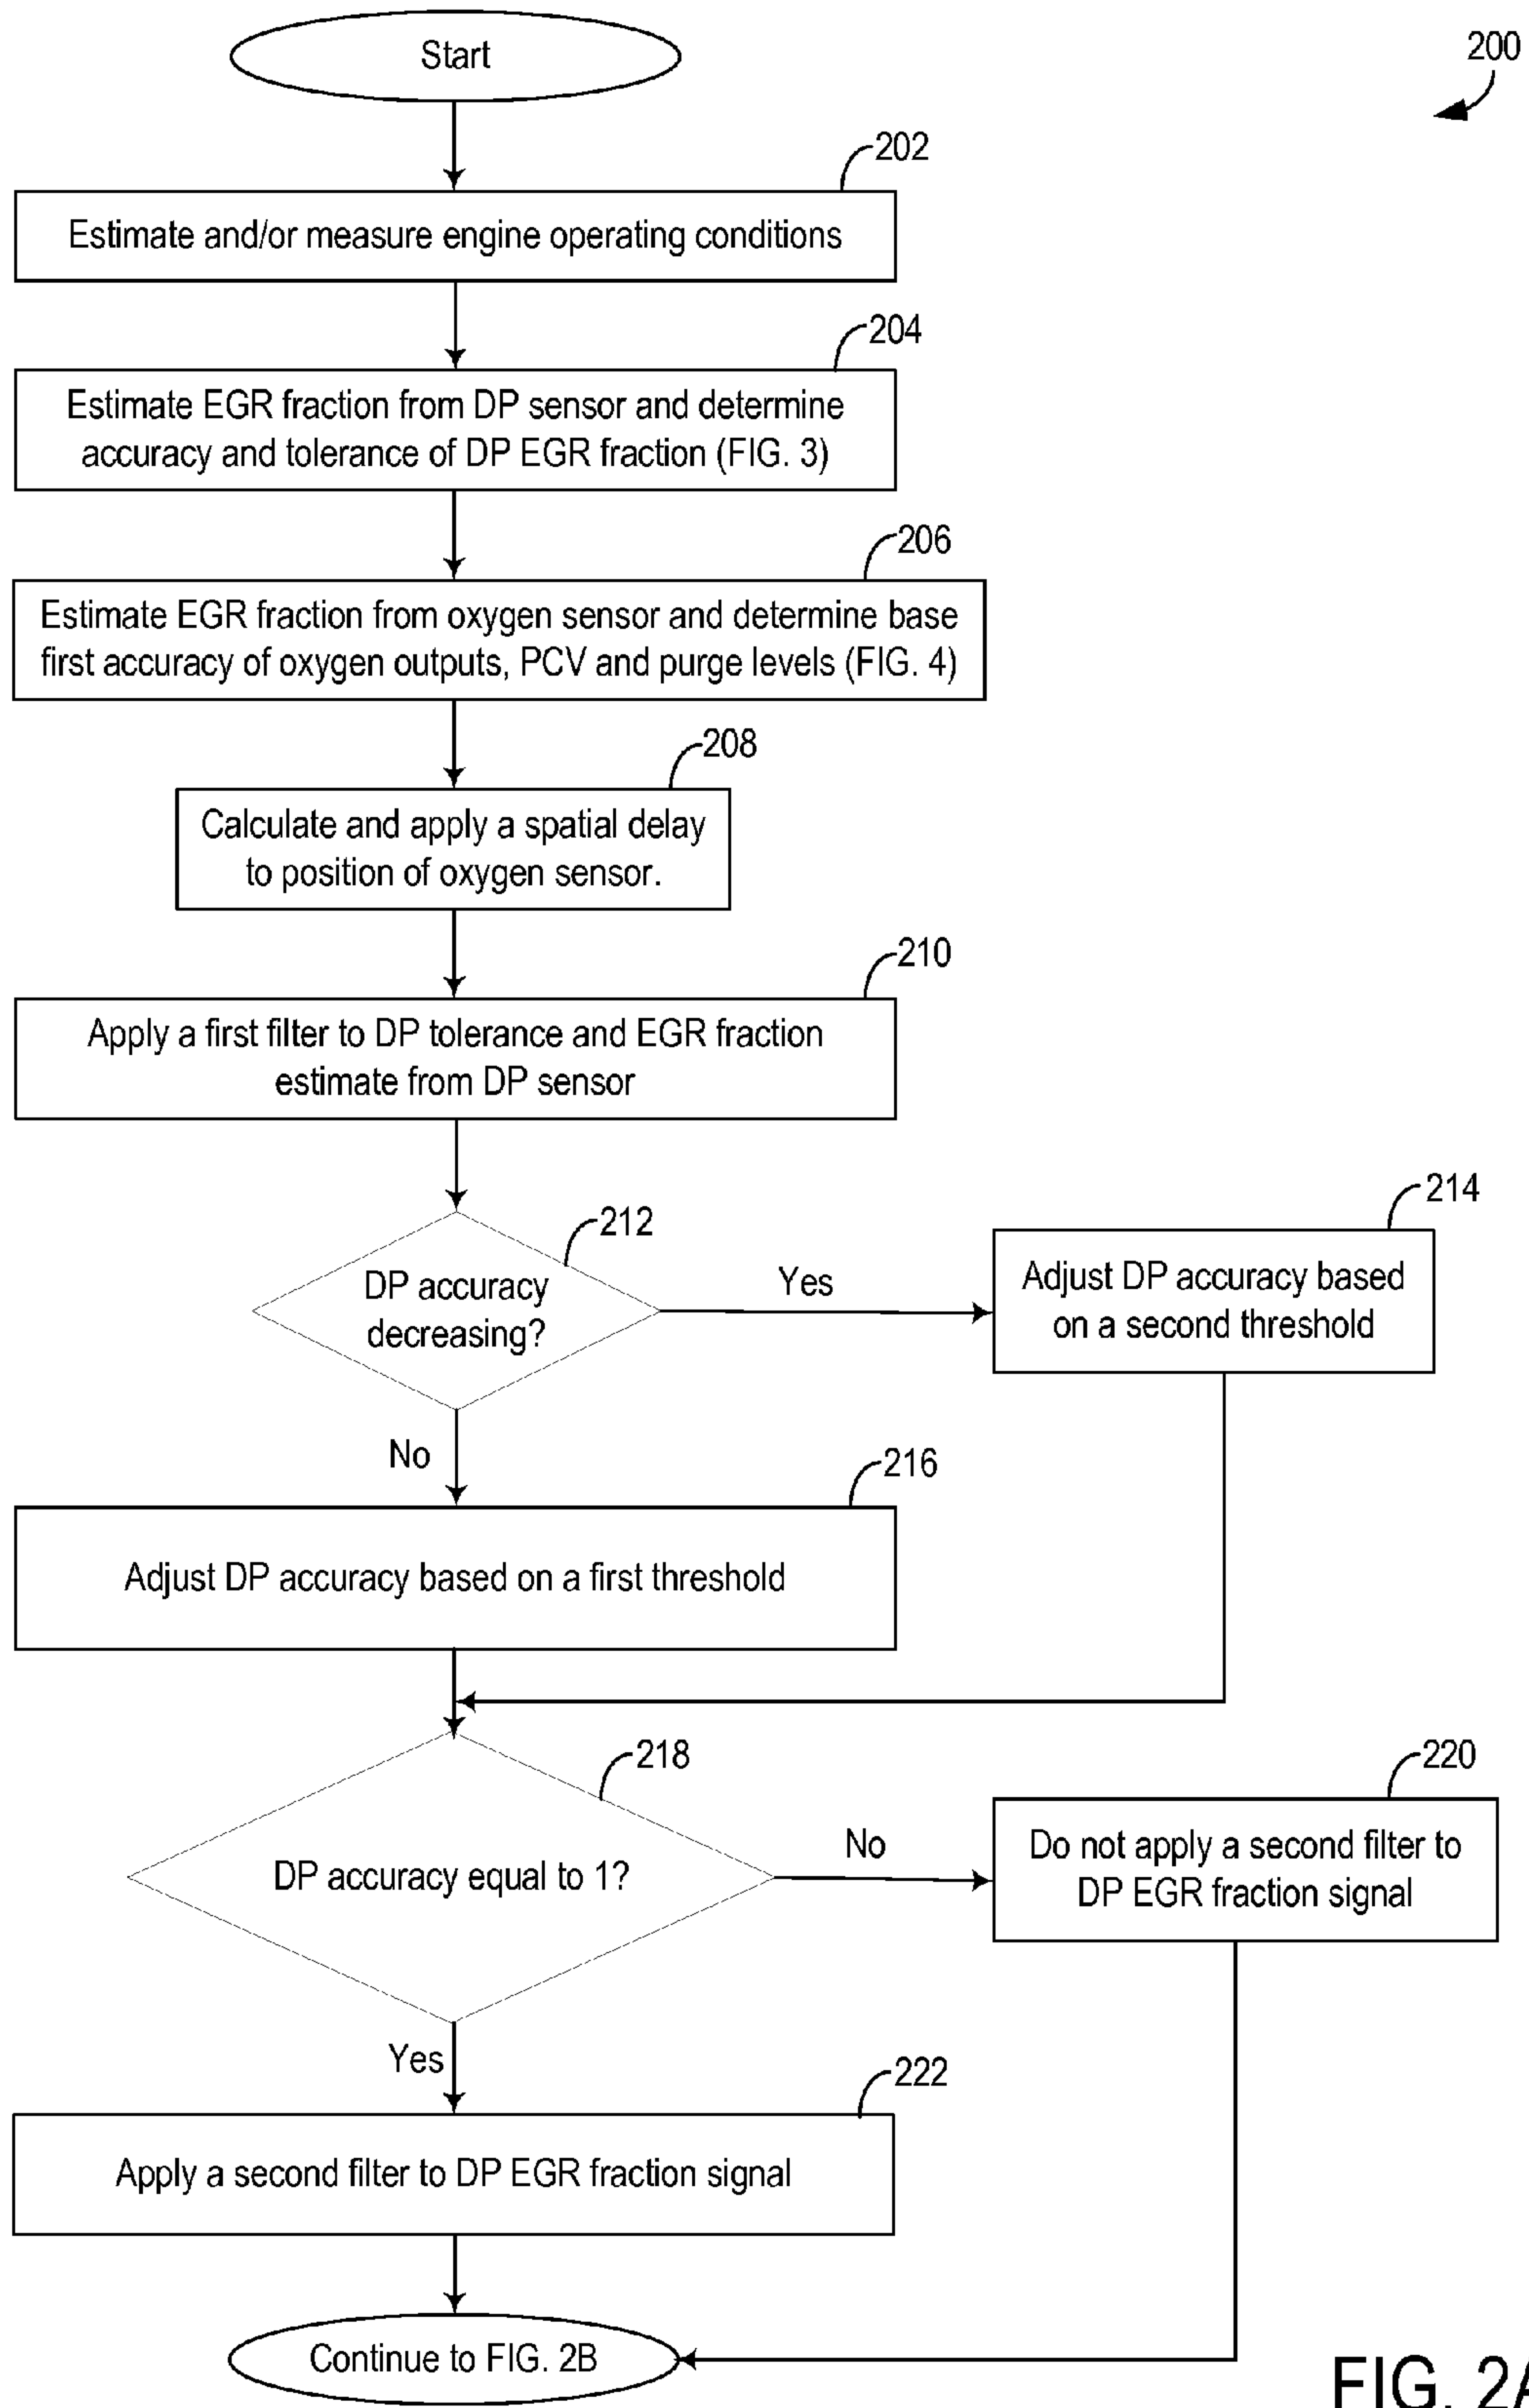 Start
200
202
Estimate and/or measure engine operating conditions
204
Estimate EGR fraction from DP sensor and determine
accuracy and tolerance of DP EGR fraction (FIG. 3)
206
Estimate EGR fraction from oxygen sensor and determine base
first accuracy of oxygen outputs, PCV and purge levels (FIG. 4)
208
Calculate and apply a spatial delay
to position of oxygen sensor.
210
Apply a first filter to DP tolerance and EGR fraction
estimate from DP sensor
212
DP accuracy
decreasing?
Yes
214
Adjust DP accuracy based
on a second threshold
No
216
Adjust DP accuracy based on a first threshold
218
DP accuracy equal to 1?
No
220
Do not apply a second filter to
DP EGR fraction signal
Yes
222
Apply a second filter to DP EGR fraction signal
Continue to FIG. 2B
FIG. 2A